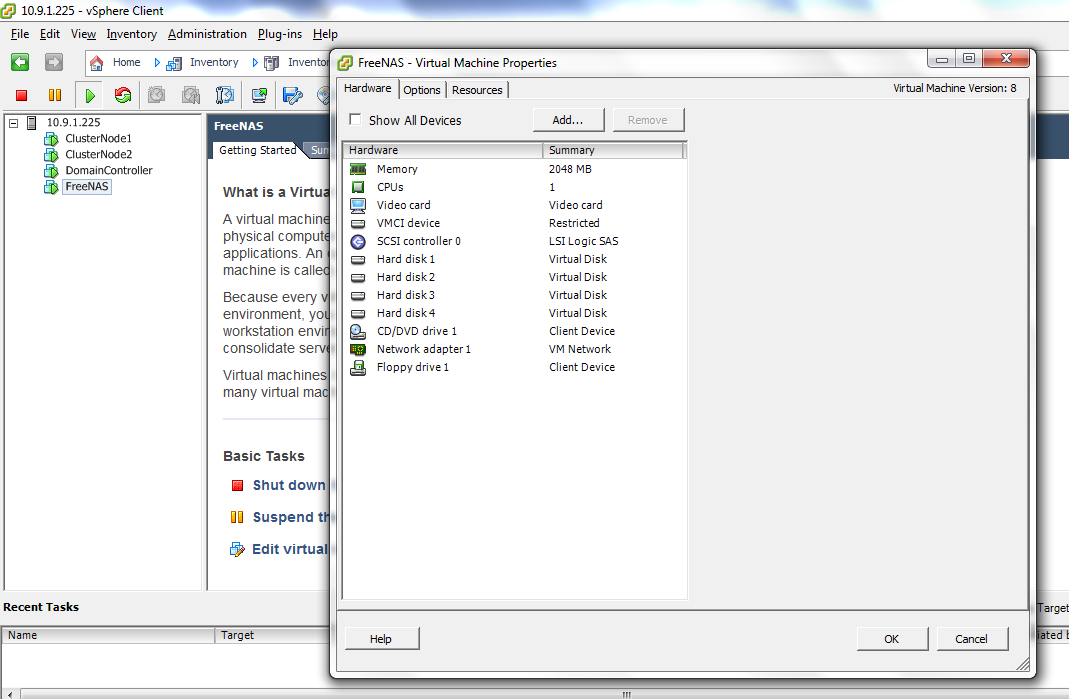 10.9.1.225 - vSphere Client
File Edit View Inventory Administration Plug-ins Help
Home Inventory
10.9.1.225
ClusterNode1
ClusterNode2
DomainController
FreeNAS
FreeNAS
Getting Started
What is a
A virtual machine
physical
applications. An
machine is called
Because every
environment, you
workstation
consolidate
Virtual machines
many virtual
Basic Tasks
Shut down
Suspend
Edit virtual
Recent Tasks
Name Target
FreeNAS - Virtual Machine Properties
Hardware Options Resources Virtual Machine Version: 8
Show All Devices Add... Remove
Hardware Summary
Memory 2048 MB
CPUs 1
Video card Video card
VMCI device Restricted
SCSI controller 0 LSI Logic SAS
Hard disk 1 Virtual Disk
Hard disk 2 Virtual Disk
Hard disk 3 Virtual Disk
Hard disk 4 Virtual Disk
CD/DVD drive 1 Client Device
Network adapter 1 VM Network
Floppy drive 1 Client Device
Help OK Cancel
Target